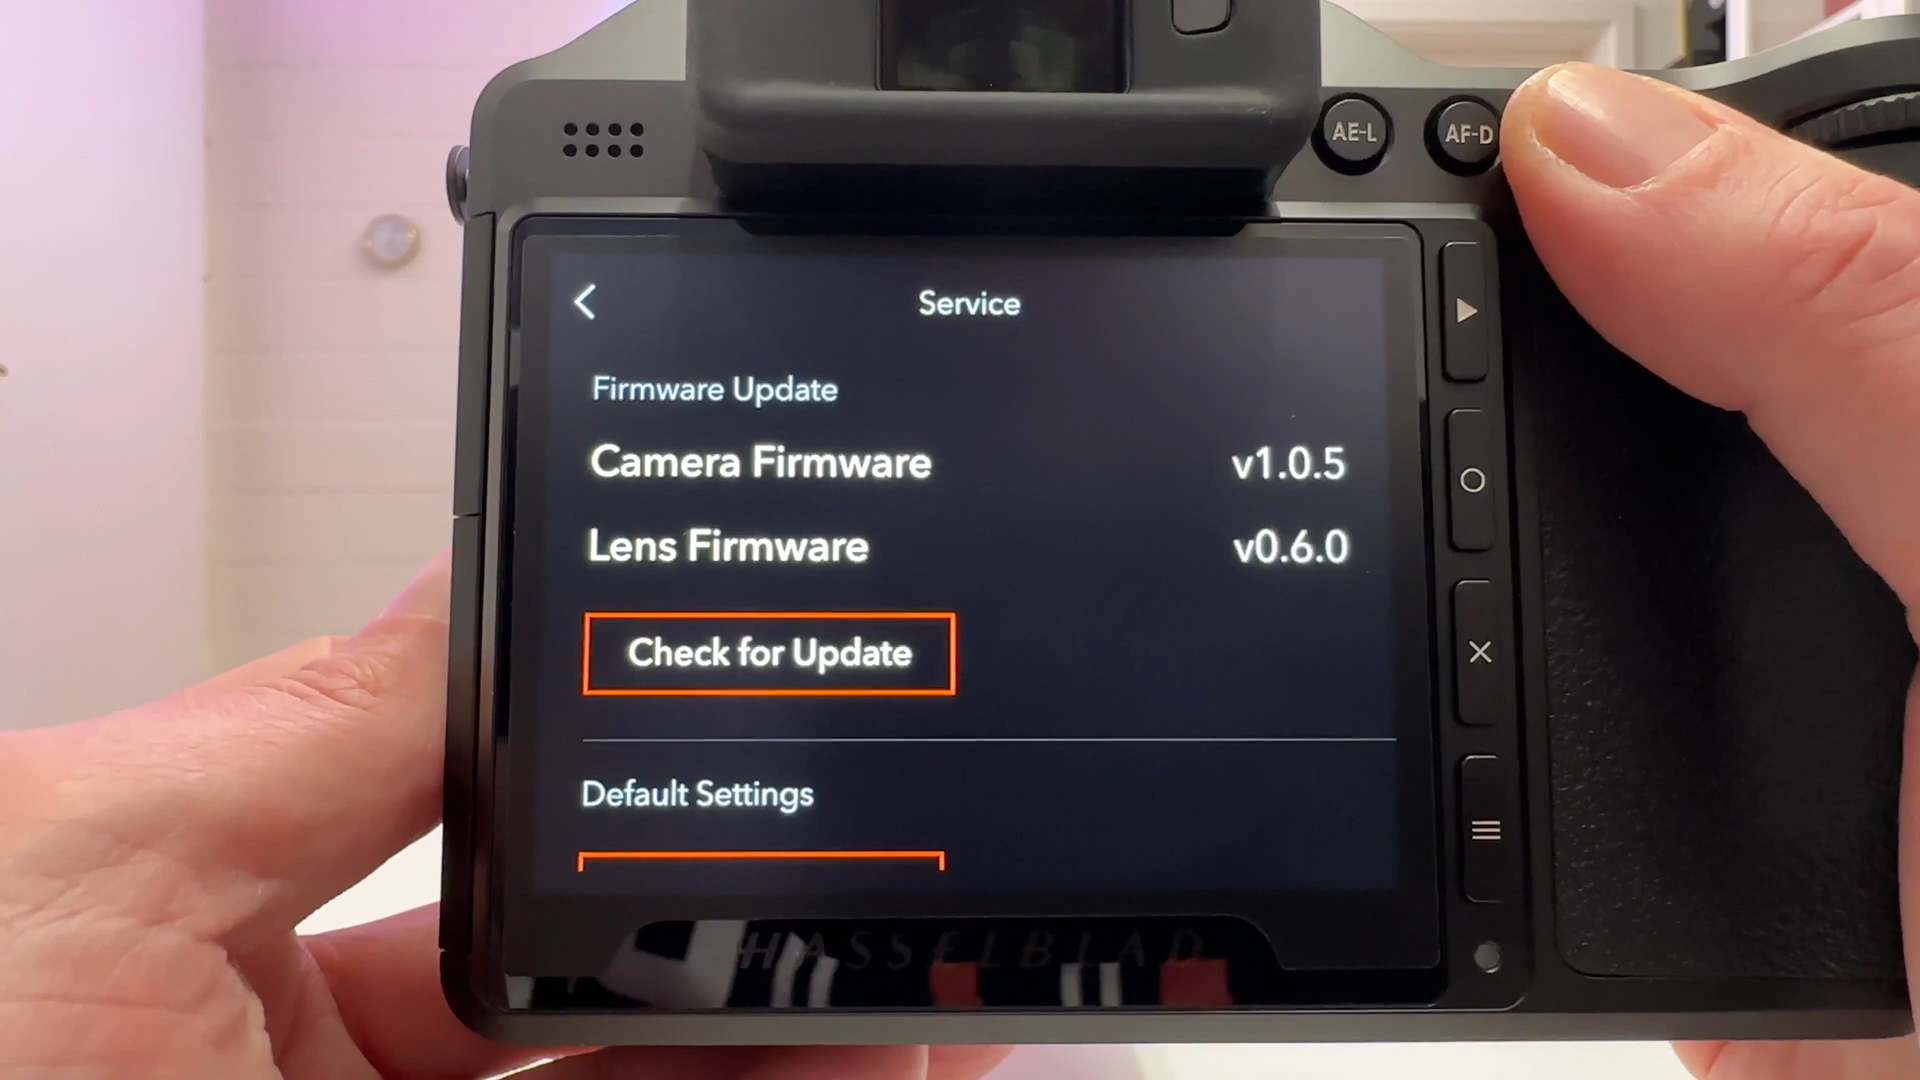 AE-L
AF-D
Service
Firmware Update
Camera Firmware v1.0.5
Lens Firmware v0.6.0
Check for Update
Default Settings
HASSELBLAD